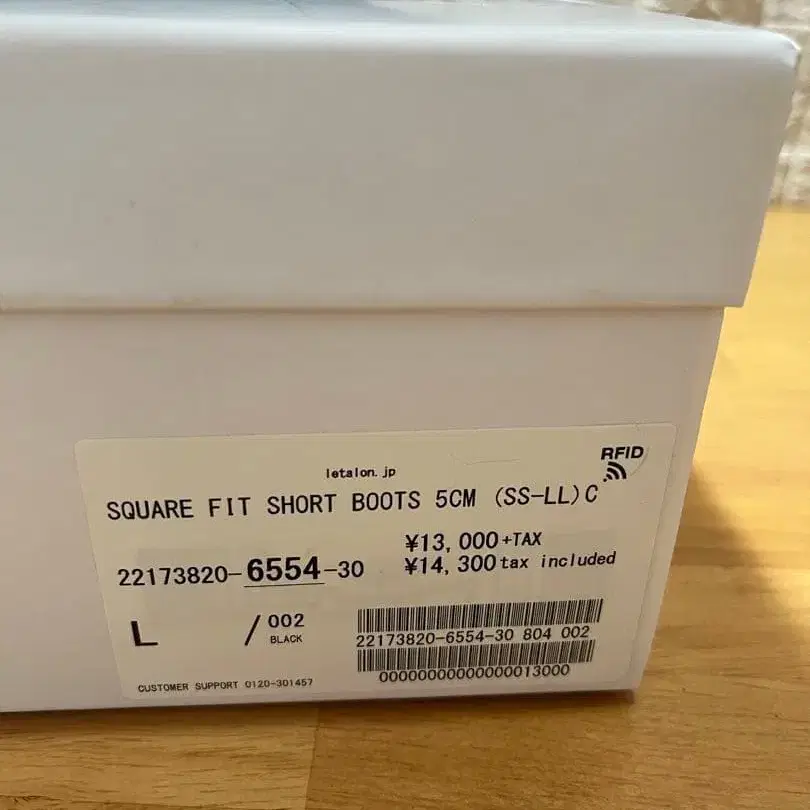 letalon.jp
RFID
SQUARE FIT SHORT BOOTS 5CM (SS-LL)C
¥13,000+TAX
22173820-6554-30
¥14,300tax included
L
/002
BLACK
22173820-6554-30 804 002
00000000000000013000
CUSTOMER SUPPORT 0120-301457